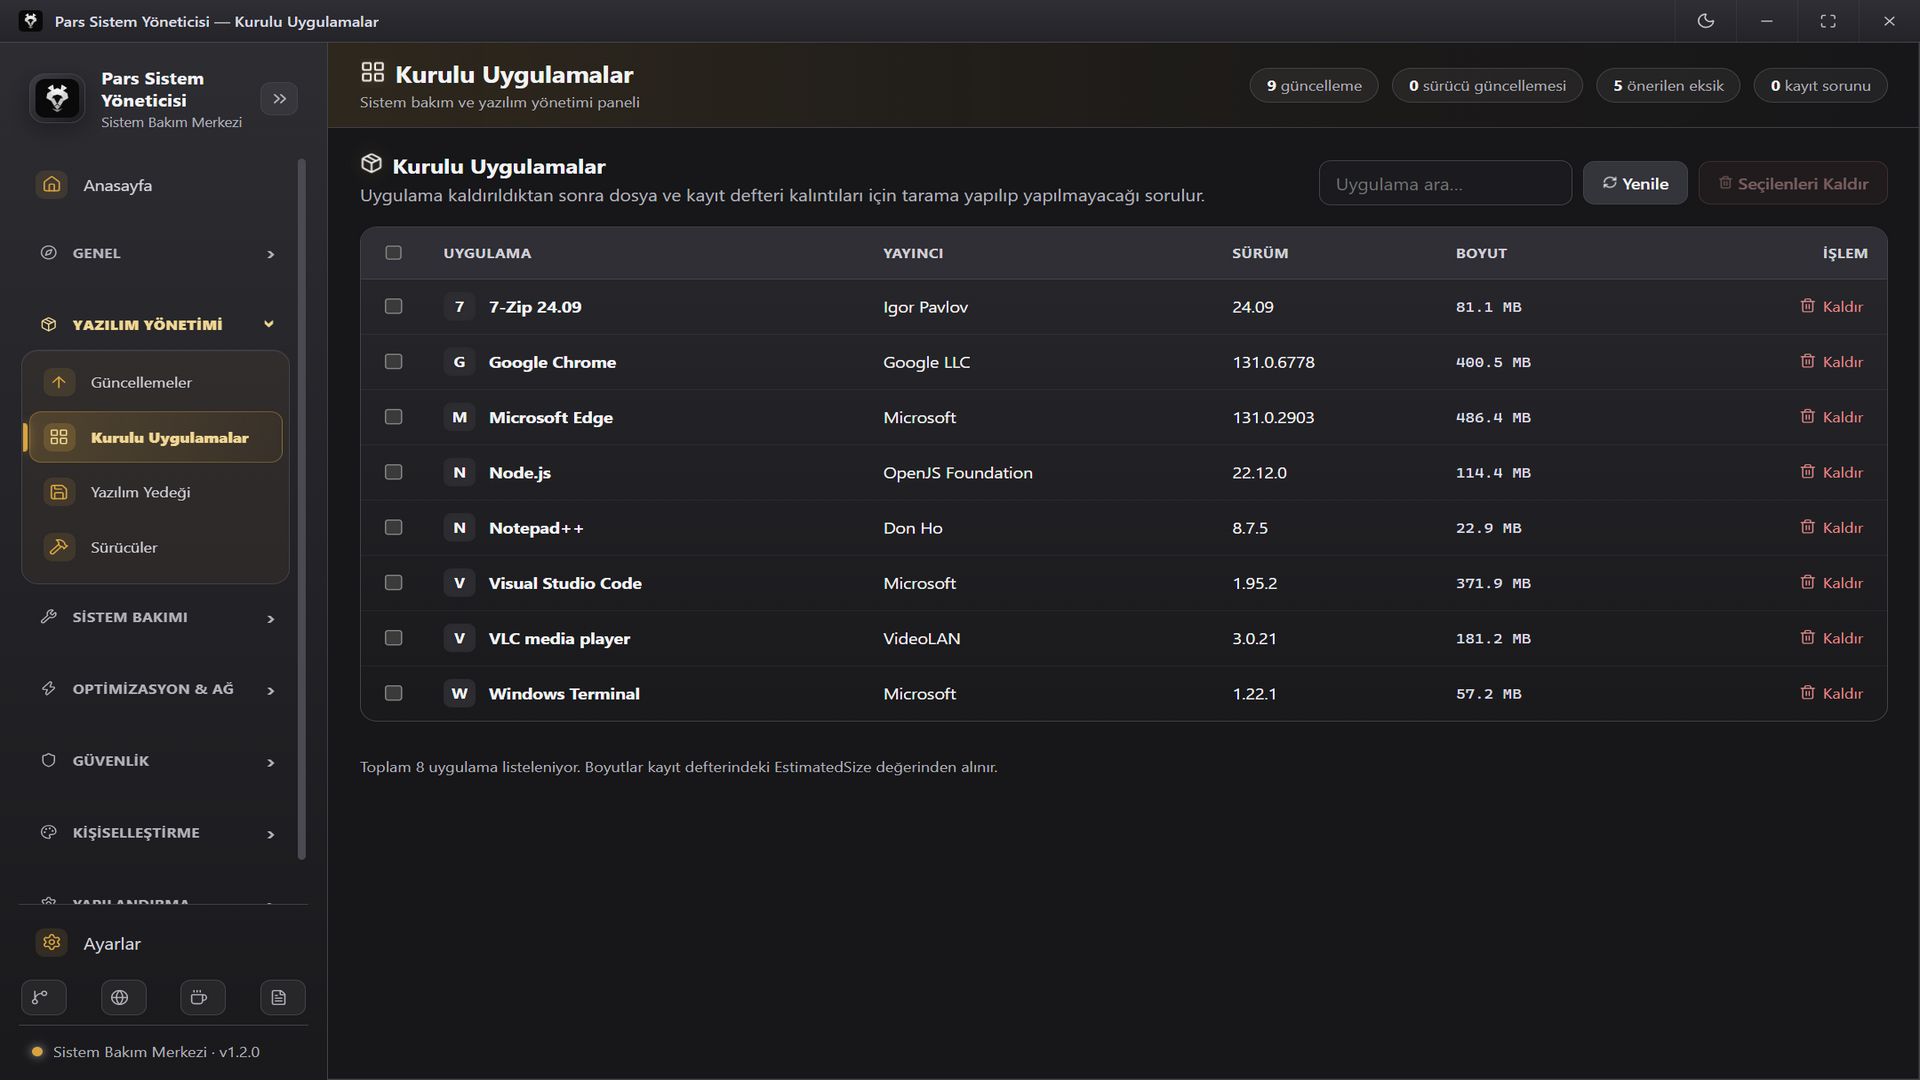 Pars Sistem Yöneticisi — Kurulu Uygulamalar
Pars Sistem
Yöneticisi
Sistem Bakım Merkezi
Anasayfa
GENEL
YAZILIM YÖNETİMİ
Güncellemeler
Kurulu Uygulamalar
Yazılım Yedeği
Sürücüler
SİSTEM BAKIMI
OPTİMİZASYON & AĞ
GÜVENLİK
KİŞİSELLEŞTİRME
YAPILANDIRMA
Ayarlar
Sistem Bakım Merkezi · v1.2.0
Kurulu Uygulamalar
Sistem bakım ve yazılım yönetimi paneli
9 güncelleme
0 sürücü güncellemesi
5 önerilen eksik
0 kayıt sorunu
Kurulu Uygulamalar
Uygulama kaldırıldıktan sonra dosya ve kayıt defteri kalıntıları için tarama yapılıp yapılmayacağı sorulur.
Uygulama ara...
Yenile
Seçilenleri Kaldır
UYGULAMA YAYINCI SÜRÜM BOYUT İŞLEM
7 7-Zip 24.09 Igor Pavlov 24.09 81.1 MB Kaldır
G Google Chrome Google LLC 131.0.6778 400.5 MB Kaldır
M Microsoft Edge Microsoft 131.0.2903 486.4 MB Kaldır
N Node.js OpenJS Foundation 22.12.0 114.4 MB Kaldır
N Notepad++ Don Ho 8.7.5 22.9 MB Kaldır
V Visual Studio Code Microsoft 1.95.2 371.9 MB Kaldır
V VLC media player VideoLAN 3.0.21 181.2 MB Kaldır
W Windows Terminal Microsoft 1.22.1 57.2 MB Kaldır
Toplam 8 uygulama listeleniyor. Boyutlar kayıt defterindeki EstimatedSize değerinden alınır.